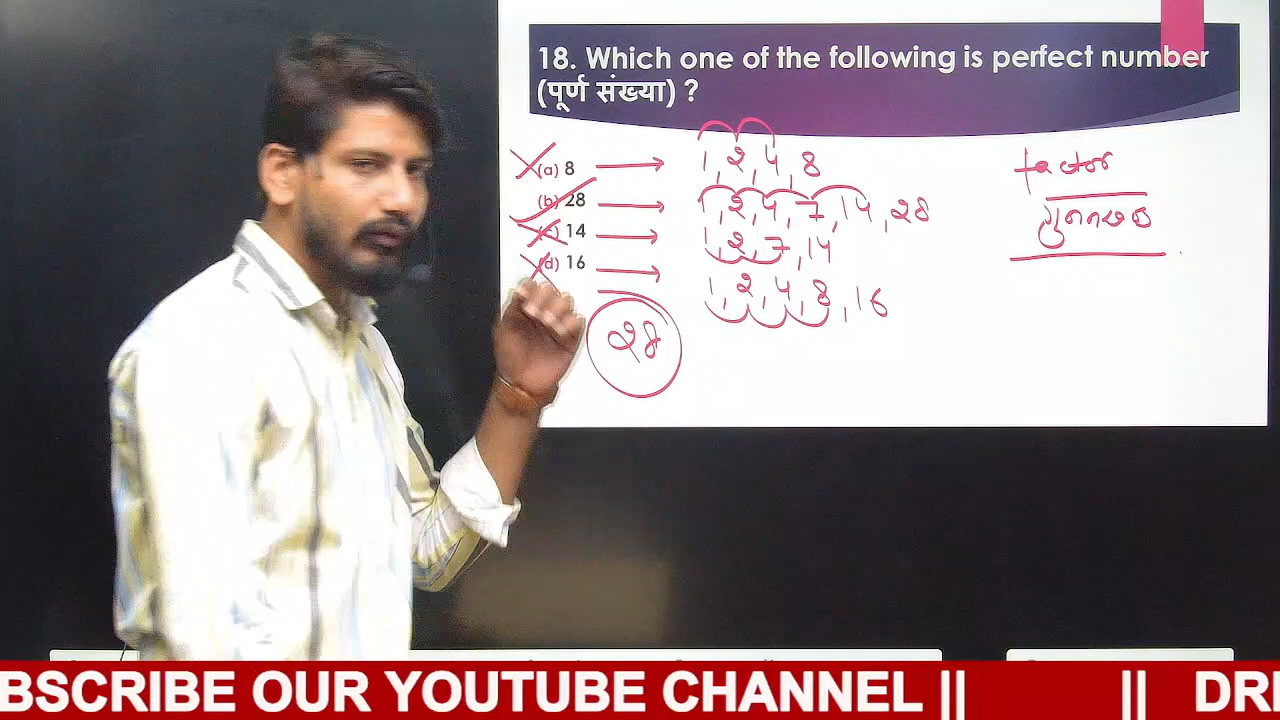 18. Which one of the following is perfect number
(पूर्ण संख्या) ?
(a) 8 1, 2, 4, 8
(b) 28 1, 2, 4, 7, 14, 28
(c) 14 1, 2, 7, 14
(d) 16 1, 2, 4, 8, 16
28
factor
BSCRIBE OUR YOUTUBE CHANNEL || || DRI